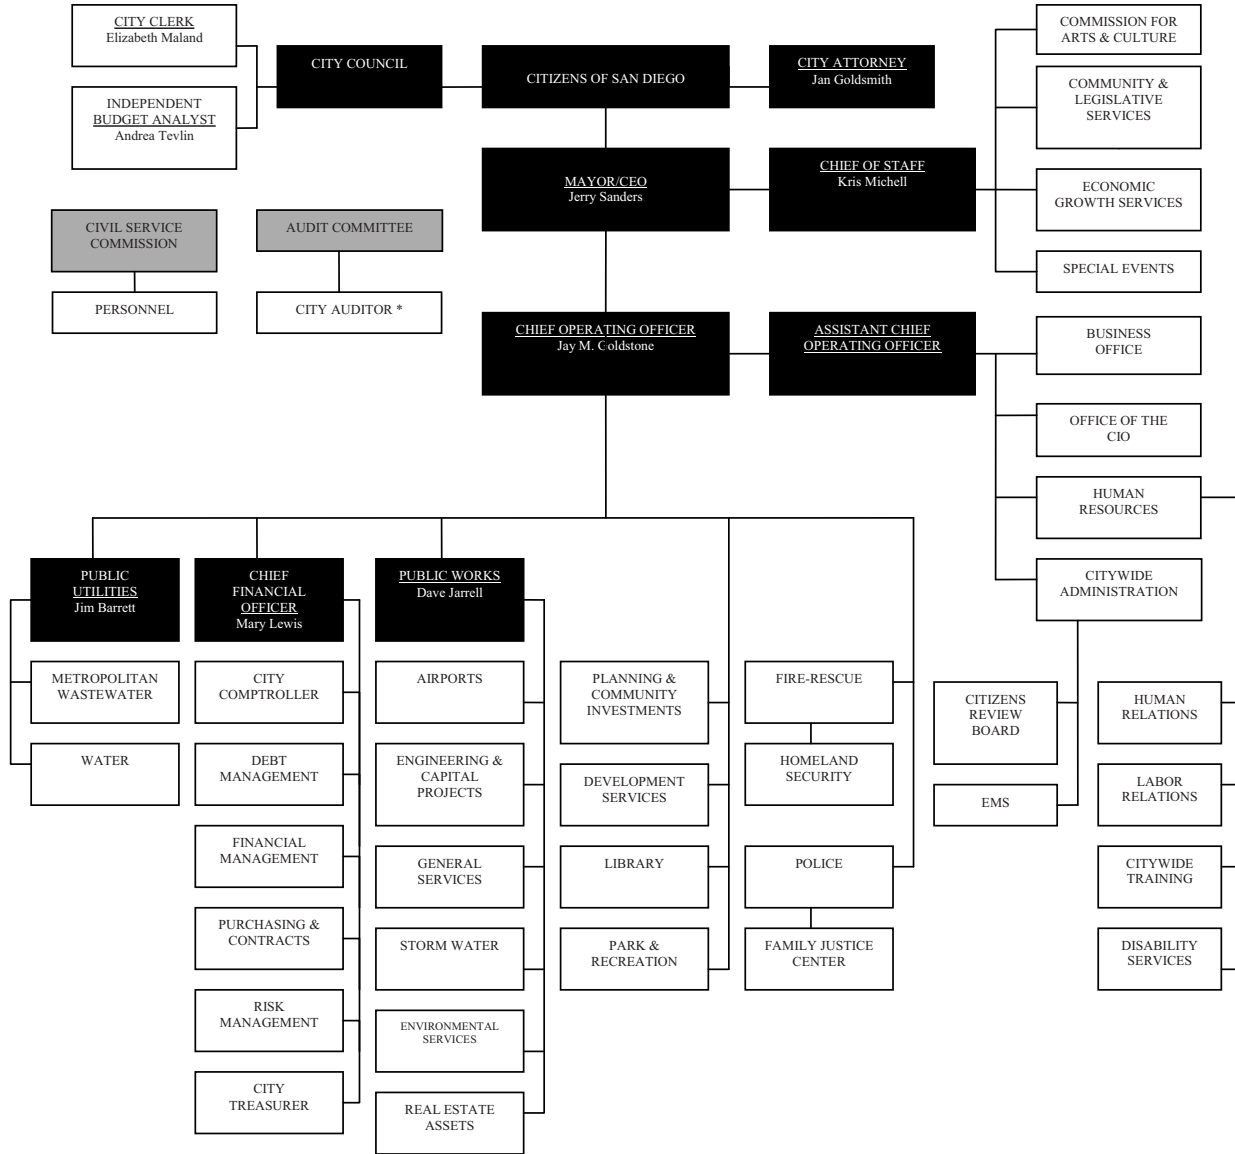 CITY CLERK
Elizabeth Maland
INDEPENDENT
BUDGET ANALYST
Andrea Tevlin
CITY COUNCIL
CITIZENS OF SAN DIEGO
CITY ATTORNEY
Jan Goldsmith
MAYOR/CEO
Jerry Sanders
CHIEF OF STAFF
Kris Michell
COMMISSION FOR
ARTS & CULTURE
COMMUNITY &
LEGISLATIVE
SERVICES
ECONOMIC
GROWTH SERVICES
SPECIAL EVENTS
CIVIL SERVICE
COMMISSION
PERSONNEL
AUDIT COMMITTEE
CITY AUDITOR *
CHIEF OPERATING OFFICER
Jay M. Goldstone
ASSISTANT CHIEF
OPERATING OFFICER
BUSINESS
OFFICE
OFFICE OF THE
CIO
HUMAN
RESOURCES
CITYWIDE
ADMINISTRATION
PUBLIC
UTILITIES
Jim Barrett
METROPOLITAN
WASTEWATER
WATER
CHIEF
FINANCIAL
OFFICER
Mary Lewis
CITY
COMPTROLLER
DEBT
MANAGEMENT
FINANCIAL
MANAGEMENT
PURCHASING &
CONTRACTS
RISK
MANAGEMENT
CITY
TREASURER
PUBLIC WORKS
Dave Jarrell
AIRPORTS
ENGINEERING &
CAPITAL
PROJECTS
GENERAL
SERVICES
STORM WATER
ENVIRONMENTAL
SERVICES
REAL ESTATE
ASSETS
PLANNING &
COMMUNITY
INVESTMENTS
DEVELOPMENT
SERVICES
LIBRARY
PARK &
RECREATION
FIRE-RESCUE
HOMELAND
SECURITY
POLICE
FAMILY JUSTICE
CENTER
CITIZENS
REVIEW
BOARD
EMS
HUMAN
RELATIONS
LABOR
RELATIONS
CITYWIDE
TRAINING
DISABILITY
SERVICES